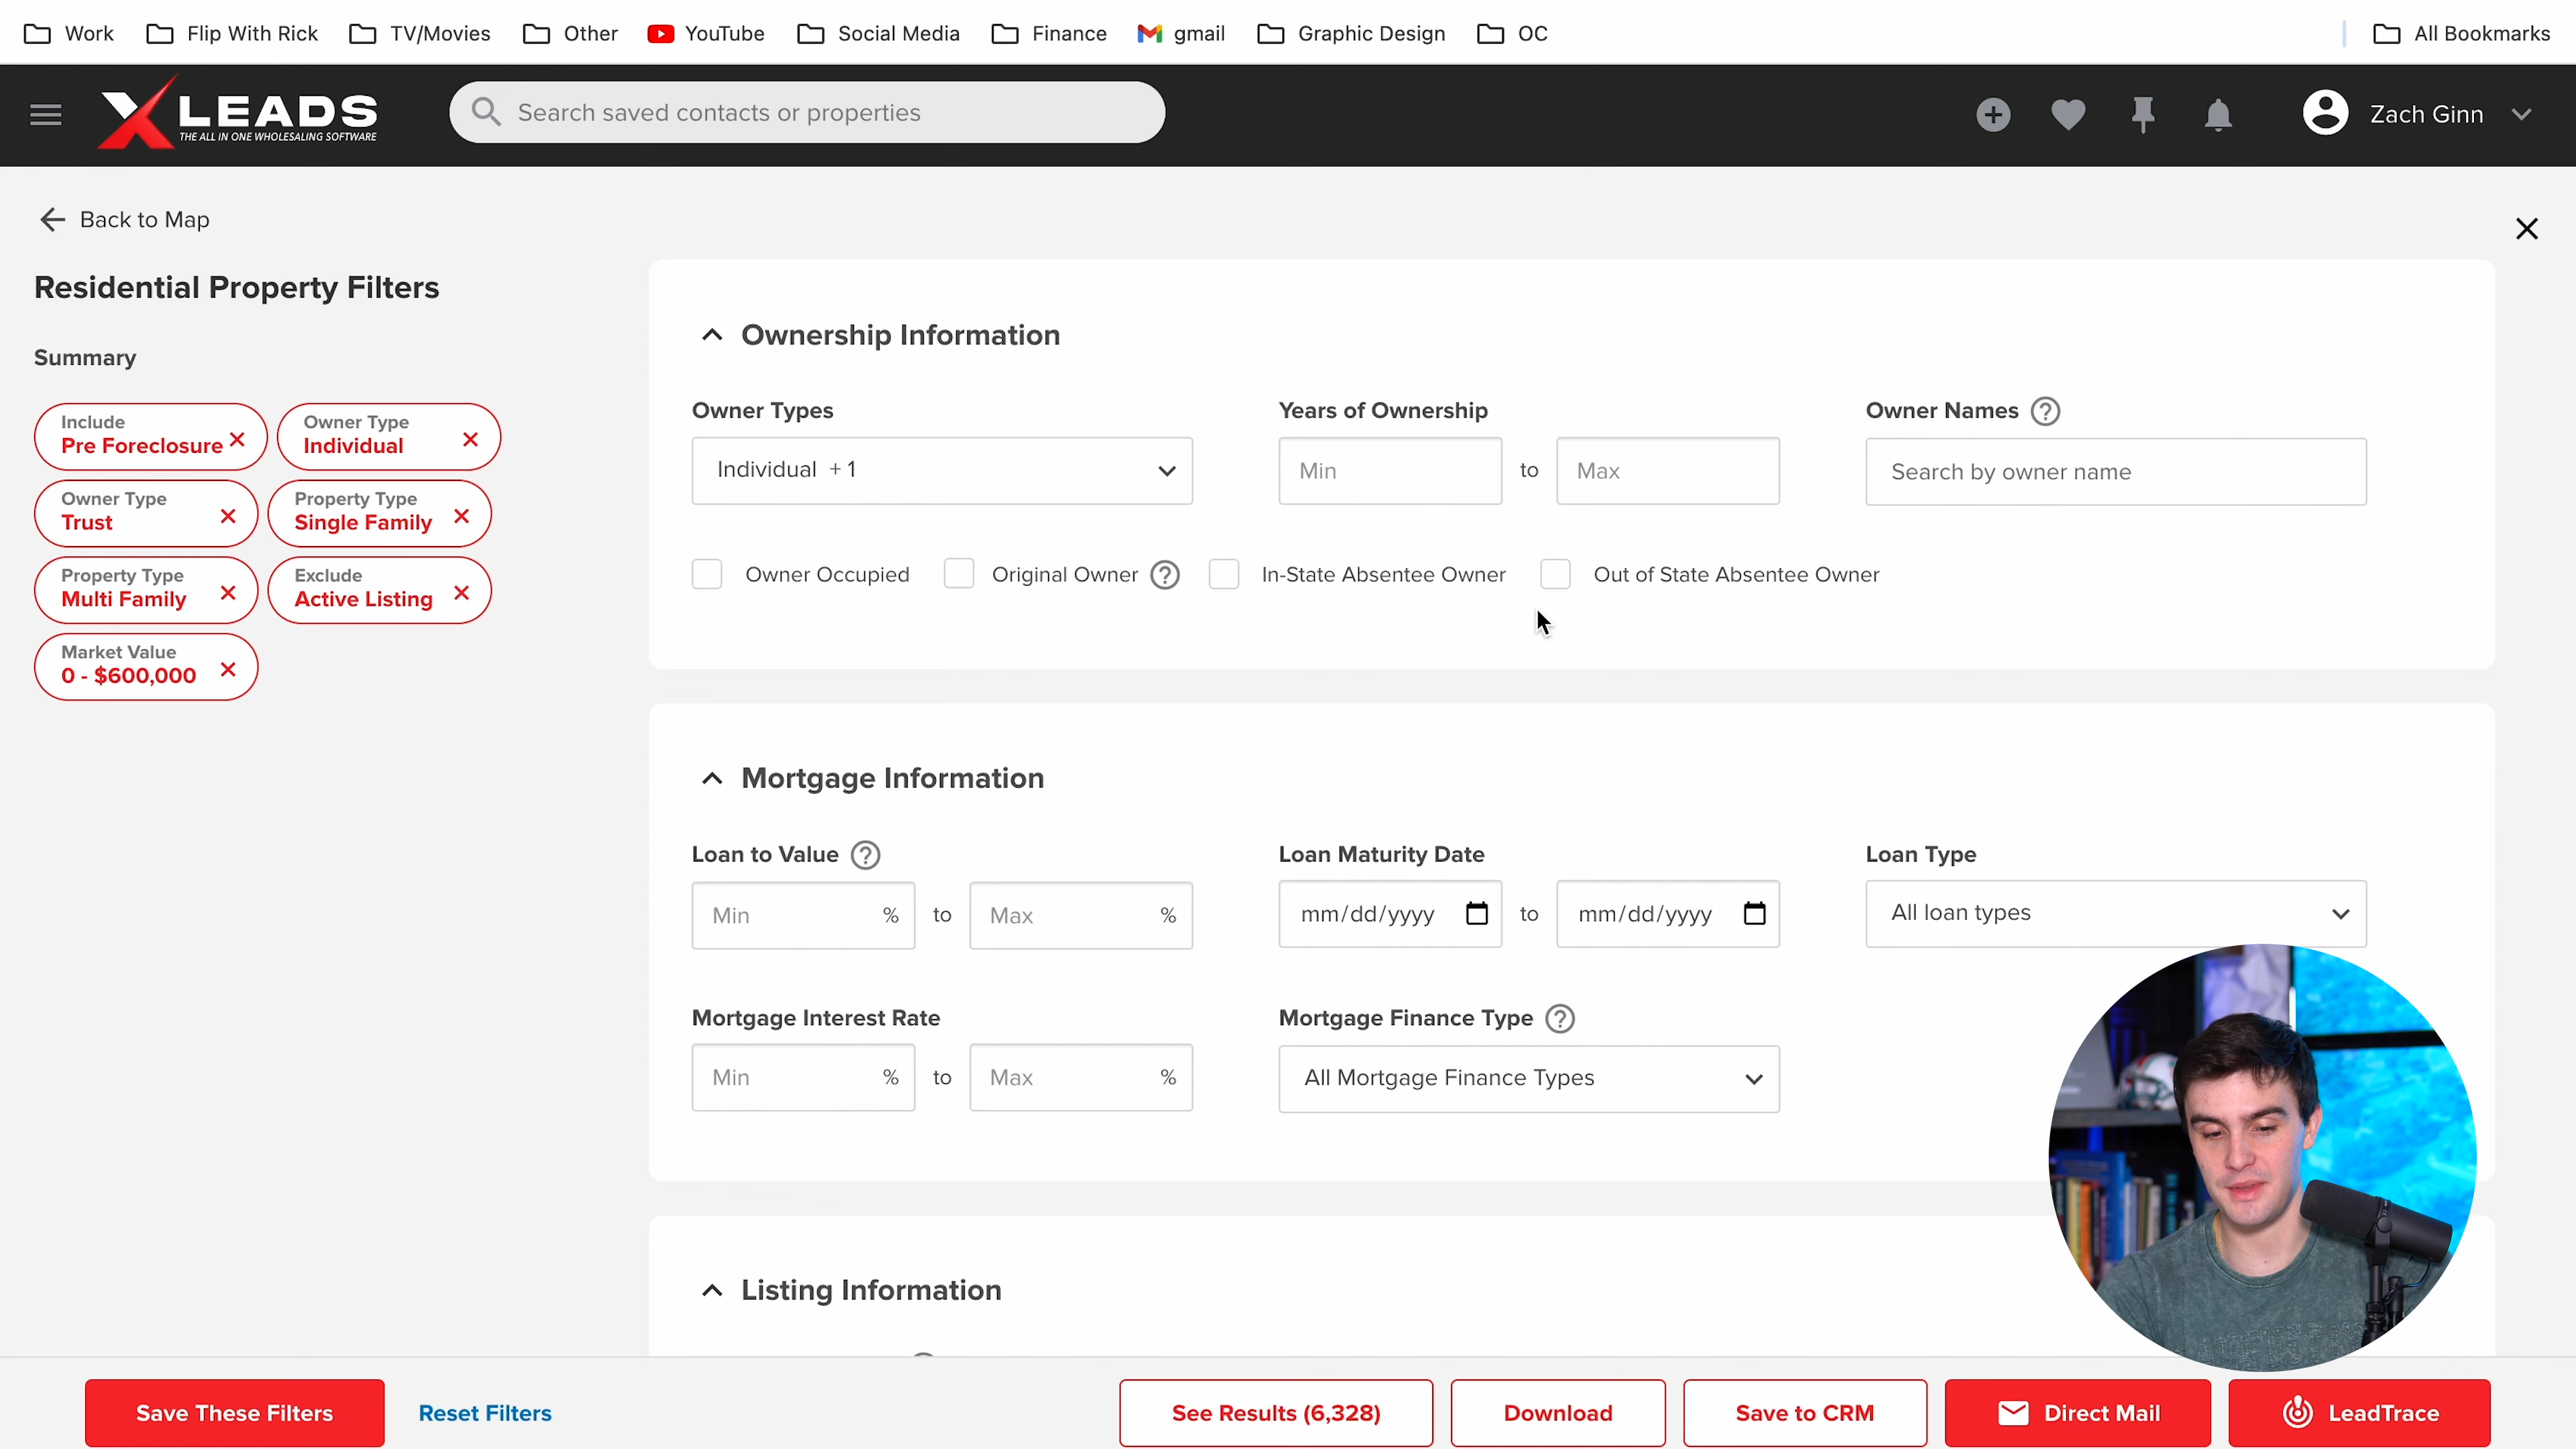 Work Flip With Rick TV/Movies Other YouTube Social Media Finance gmail Graphic Design OC All Bookmarks
XLEADS
THE ALL IN ONE WHOLESALING SOFTWARE
Search saved contacts or properties
Zach Ginn
Back to Map
Residential Property Filters
Summary
Include
Pre Foreclosure
Owner Type
Individual
Owner Type
Trust
Property Type
Single Family
Property Type
Multi Family
Exclude
Active Listing
Market Value
0 - $600,000
Ownership Information
Owner Types Years of Ownership Owner Names ?
Individual + 1 Min to Max Search by owner name
Owner Occupied Original Owner ? In-State Absentee Owner Out of State Absentee Owner
Mortgage Information
Loan to Value ? Loan Maturity Date Loan Type
Min % to Max % mm/dd/yyyy to mm/dd/yyyy All loan types
Mortgage Interest Rate Mortgage Finance Type ?
Min % to Max % All Mortgage Finance Types
Listing Information
Save These Filters Reset Filters See Results (6,328) Download Save to CRM Direct Mail LeadTrace